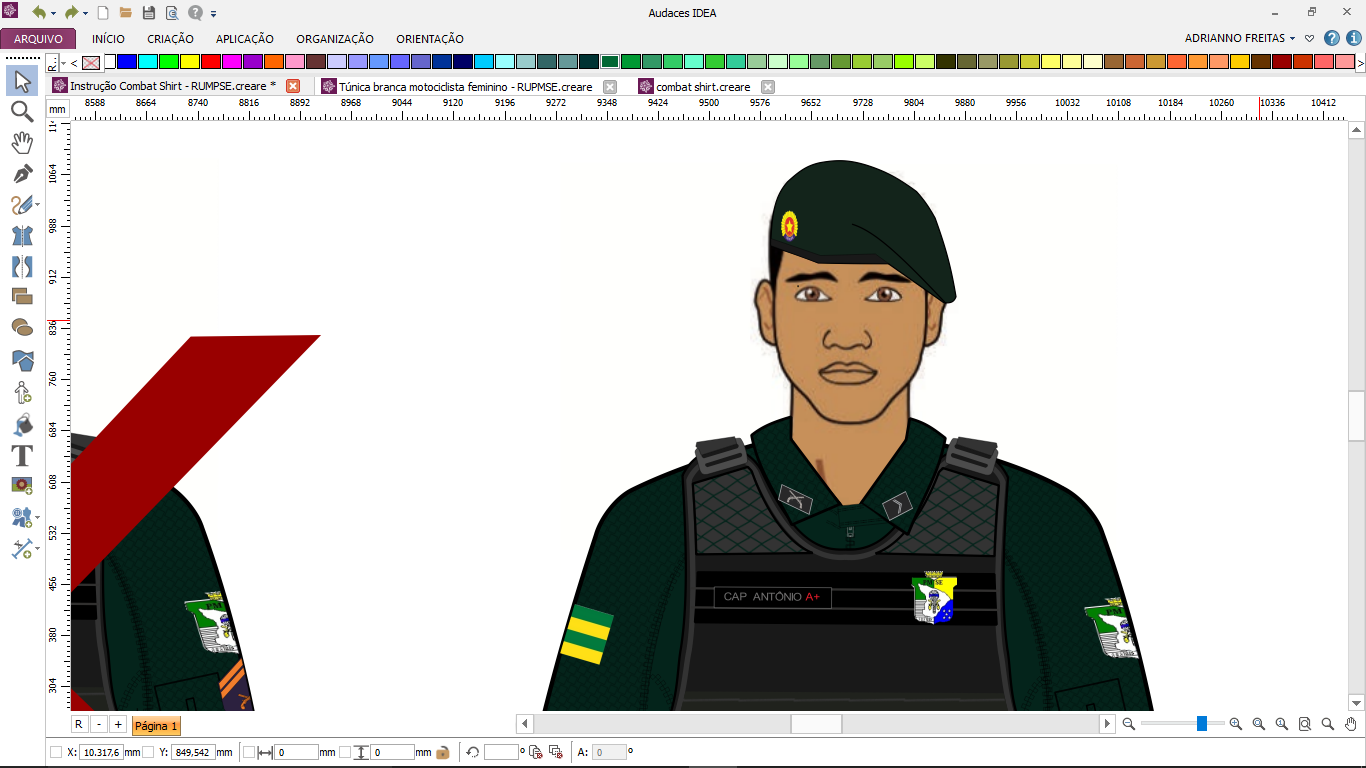 Audaces IDEA
ARQUIVO INÍCIO CRIAÇÃO APLICAÇÃO ORGANIZAÇÃO ORIENTAÇÃO ADRIANNO FREITAS
Instrução Combat Shirt - RUMPSE.creare * Túnica branca motociclista feminino - RUPMSE.creare combat shirt.creare
mm 8588 8664 8740 8816 8892 8968 9044 9120 9196 9272 9348 9424 9500 9576 9652 9728 9804 9880 9956 10032 10108 10184 10260 10336 10412
1064
988
912
836
760
684
608
532
456
380
304
CAP ANTÔNIO A+
R - + Página 1
X: 10.317,6 mm Y: 849,542 mm 0 mm 0 mm º A: 0 º